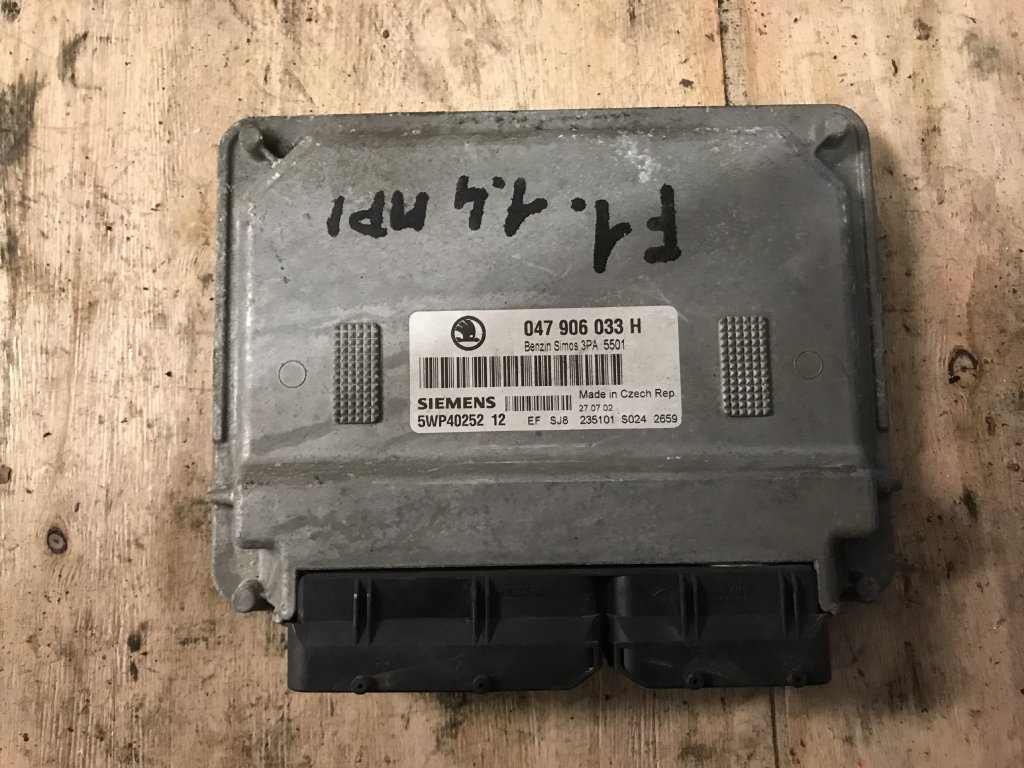 F1. 1.4 MPI
047 906 033 H
Benzin Simos 3PA 5501
Made in Czech Rep
SIEMENS
27.07.02
5WP40252 12 EF SJ8 235101 S024 2659